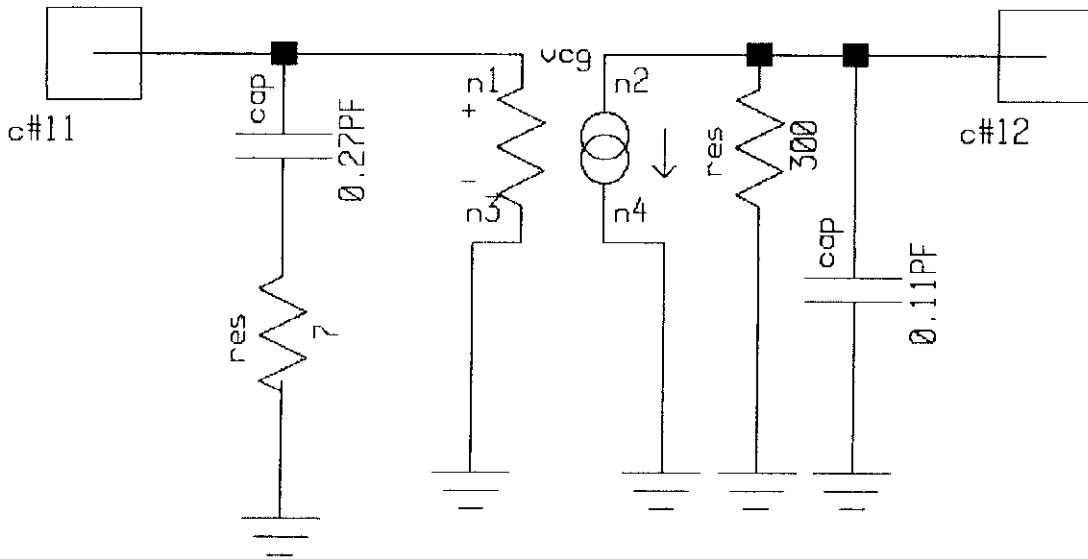 vcg
n1
n2
+
-
n3
n4
c#11
cap
0.27PF
res
7
res
300
cap
0.11PF
c#12